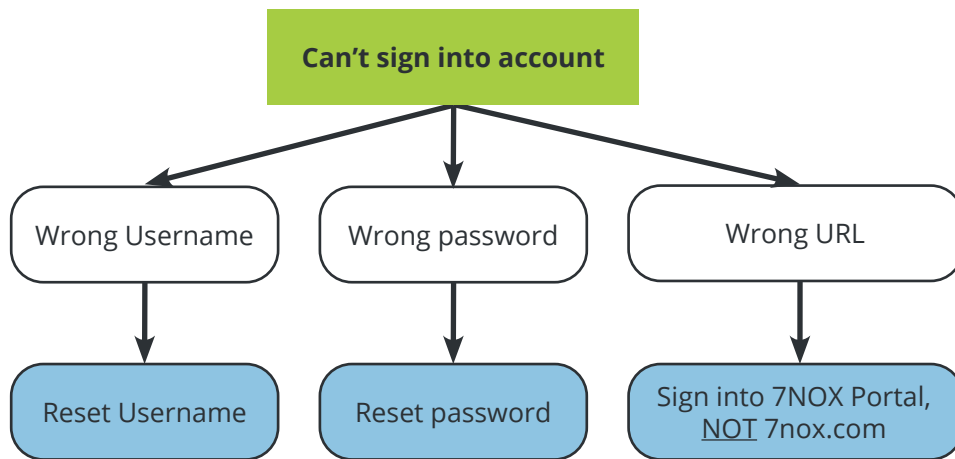 Can’t sign into account
Wrong Username
Wrong password
Wrong URL
Reset Username
Reset password
Sign into 7NOX Portal,
NOT 7nox.com